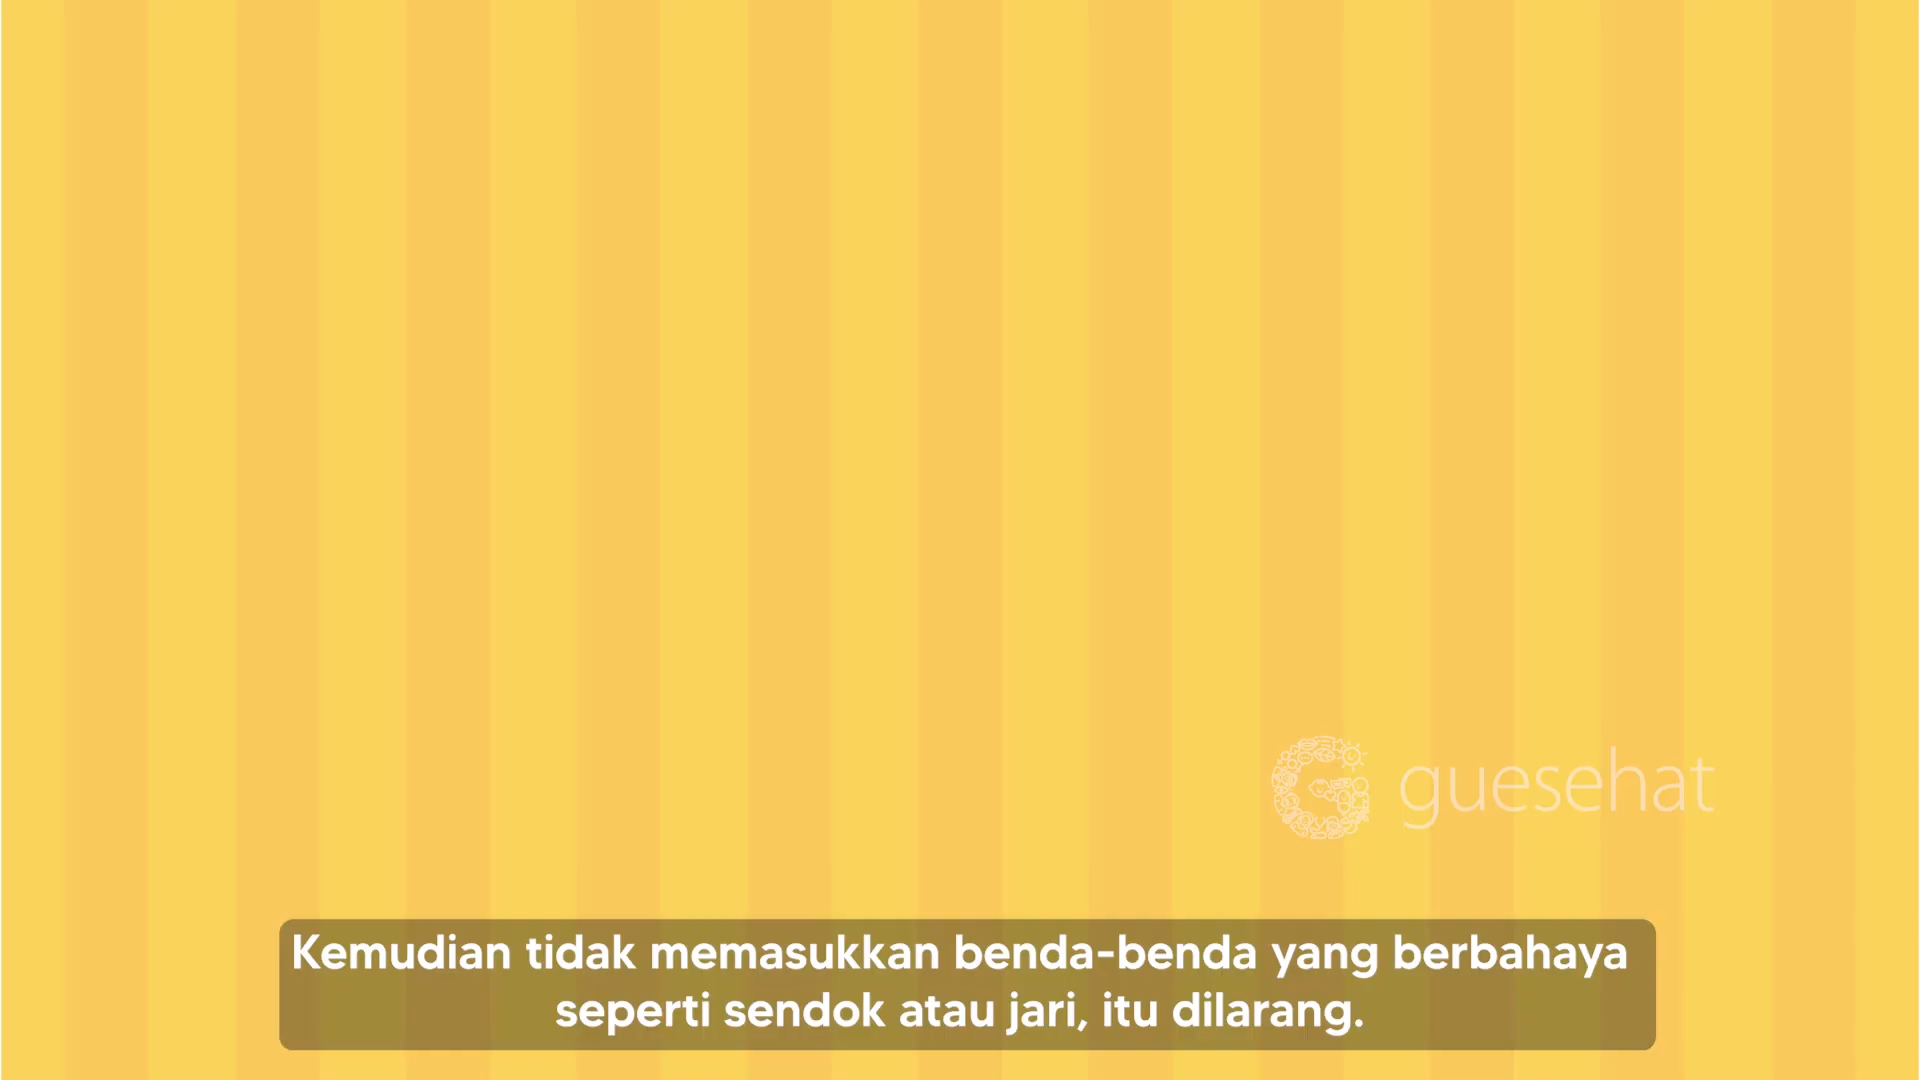 guesehat
Kemudian tidak memasukkan benda-benda yang berbahaya
seperti sendok atau jari, itu dilarang.